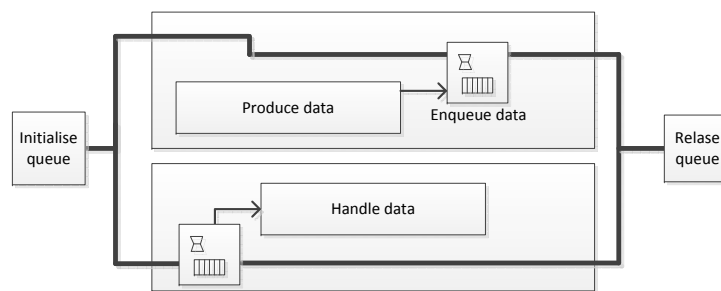 Initialise
queue
Produce data
Enqueue data
Handle data
Relase
queue